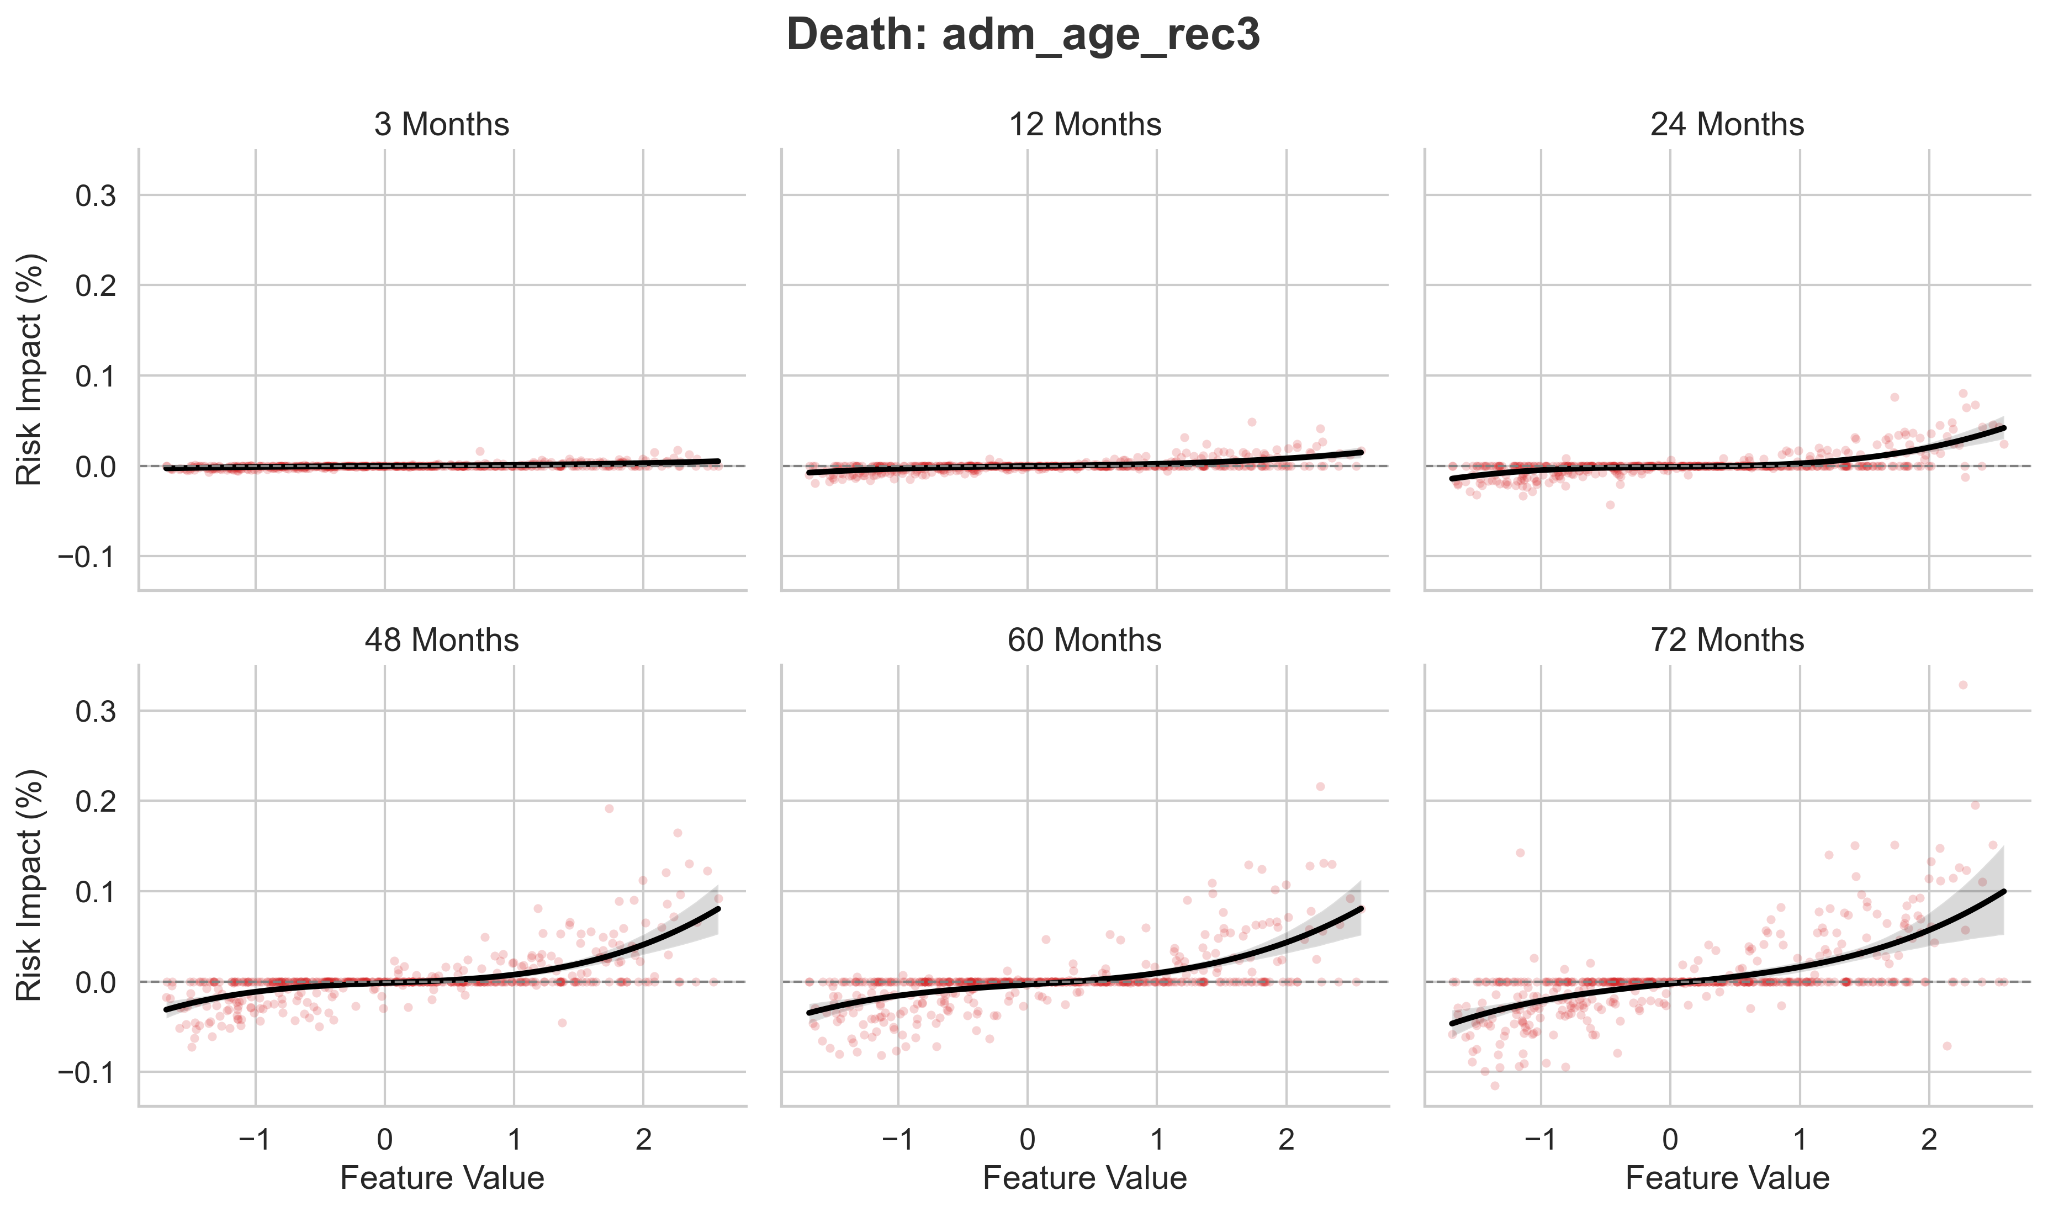 Death: adm_age_rec3
3 Months
12 Months
24 Months
Risk Impact (%)
0.3
0.2
0.1
0.0
−0.1
48 Months
60 Months
72 Months
Risk Impact (%)
0.3
0.2
0.1
0.0
−0.1
−1 0 1 2
−1 0 1 2
−1 0 1 2
Feature Value
Feature Value
Feature Value